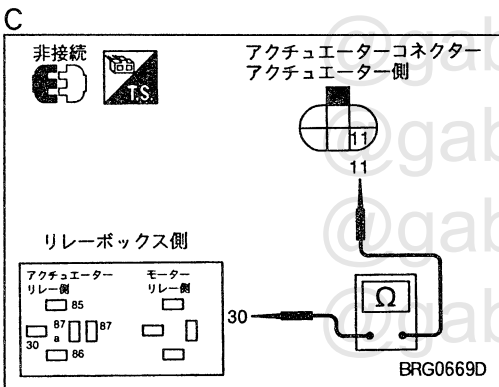 C
非接続
T.S.
アクチュエーターコネクター
アクチュエーター側
11
11
リレーボックス側
アクチュエーター
リレー側
モーター
リレー側
85
87
a
87
30
86
30
Ω
BRG0669D
@gab
@gab
@gab
@gab